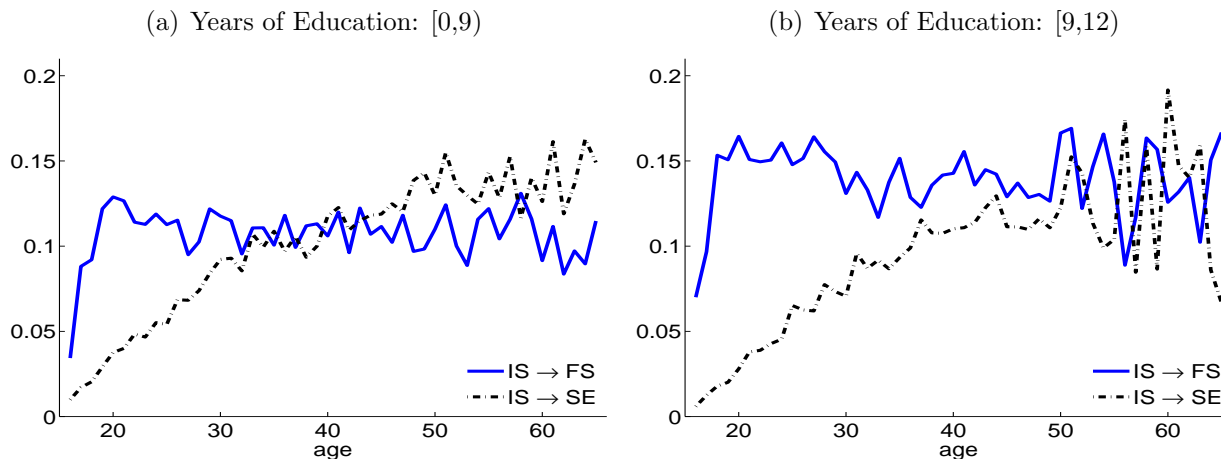 (a) Years of Education: [0,9)
0.2
0.15
0.1
0.05
0
20
30
40
50
60
age
IS → FS
IS → SE
(b) Years of Education: [9,12)
0.2
0.15
0.1
0.05
0
20
30
40
50
60
age
IS → FS
IS → SE